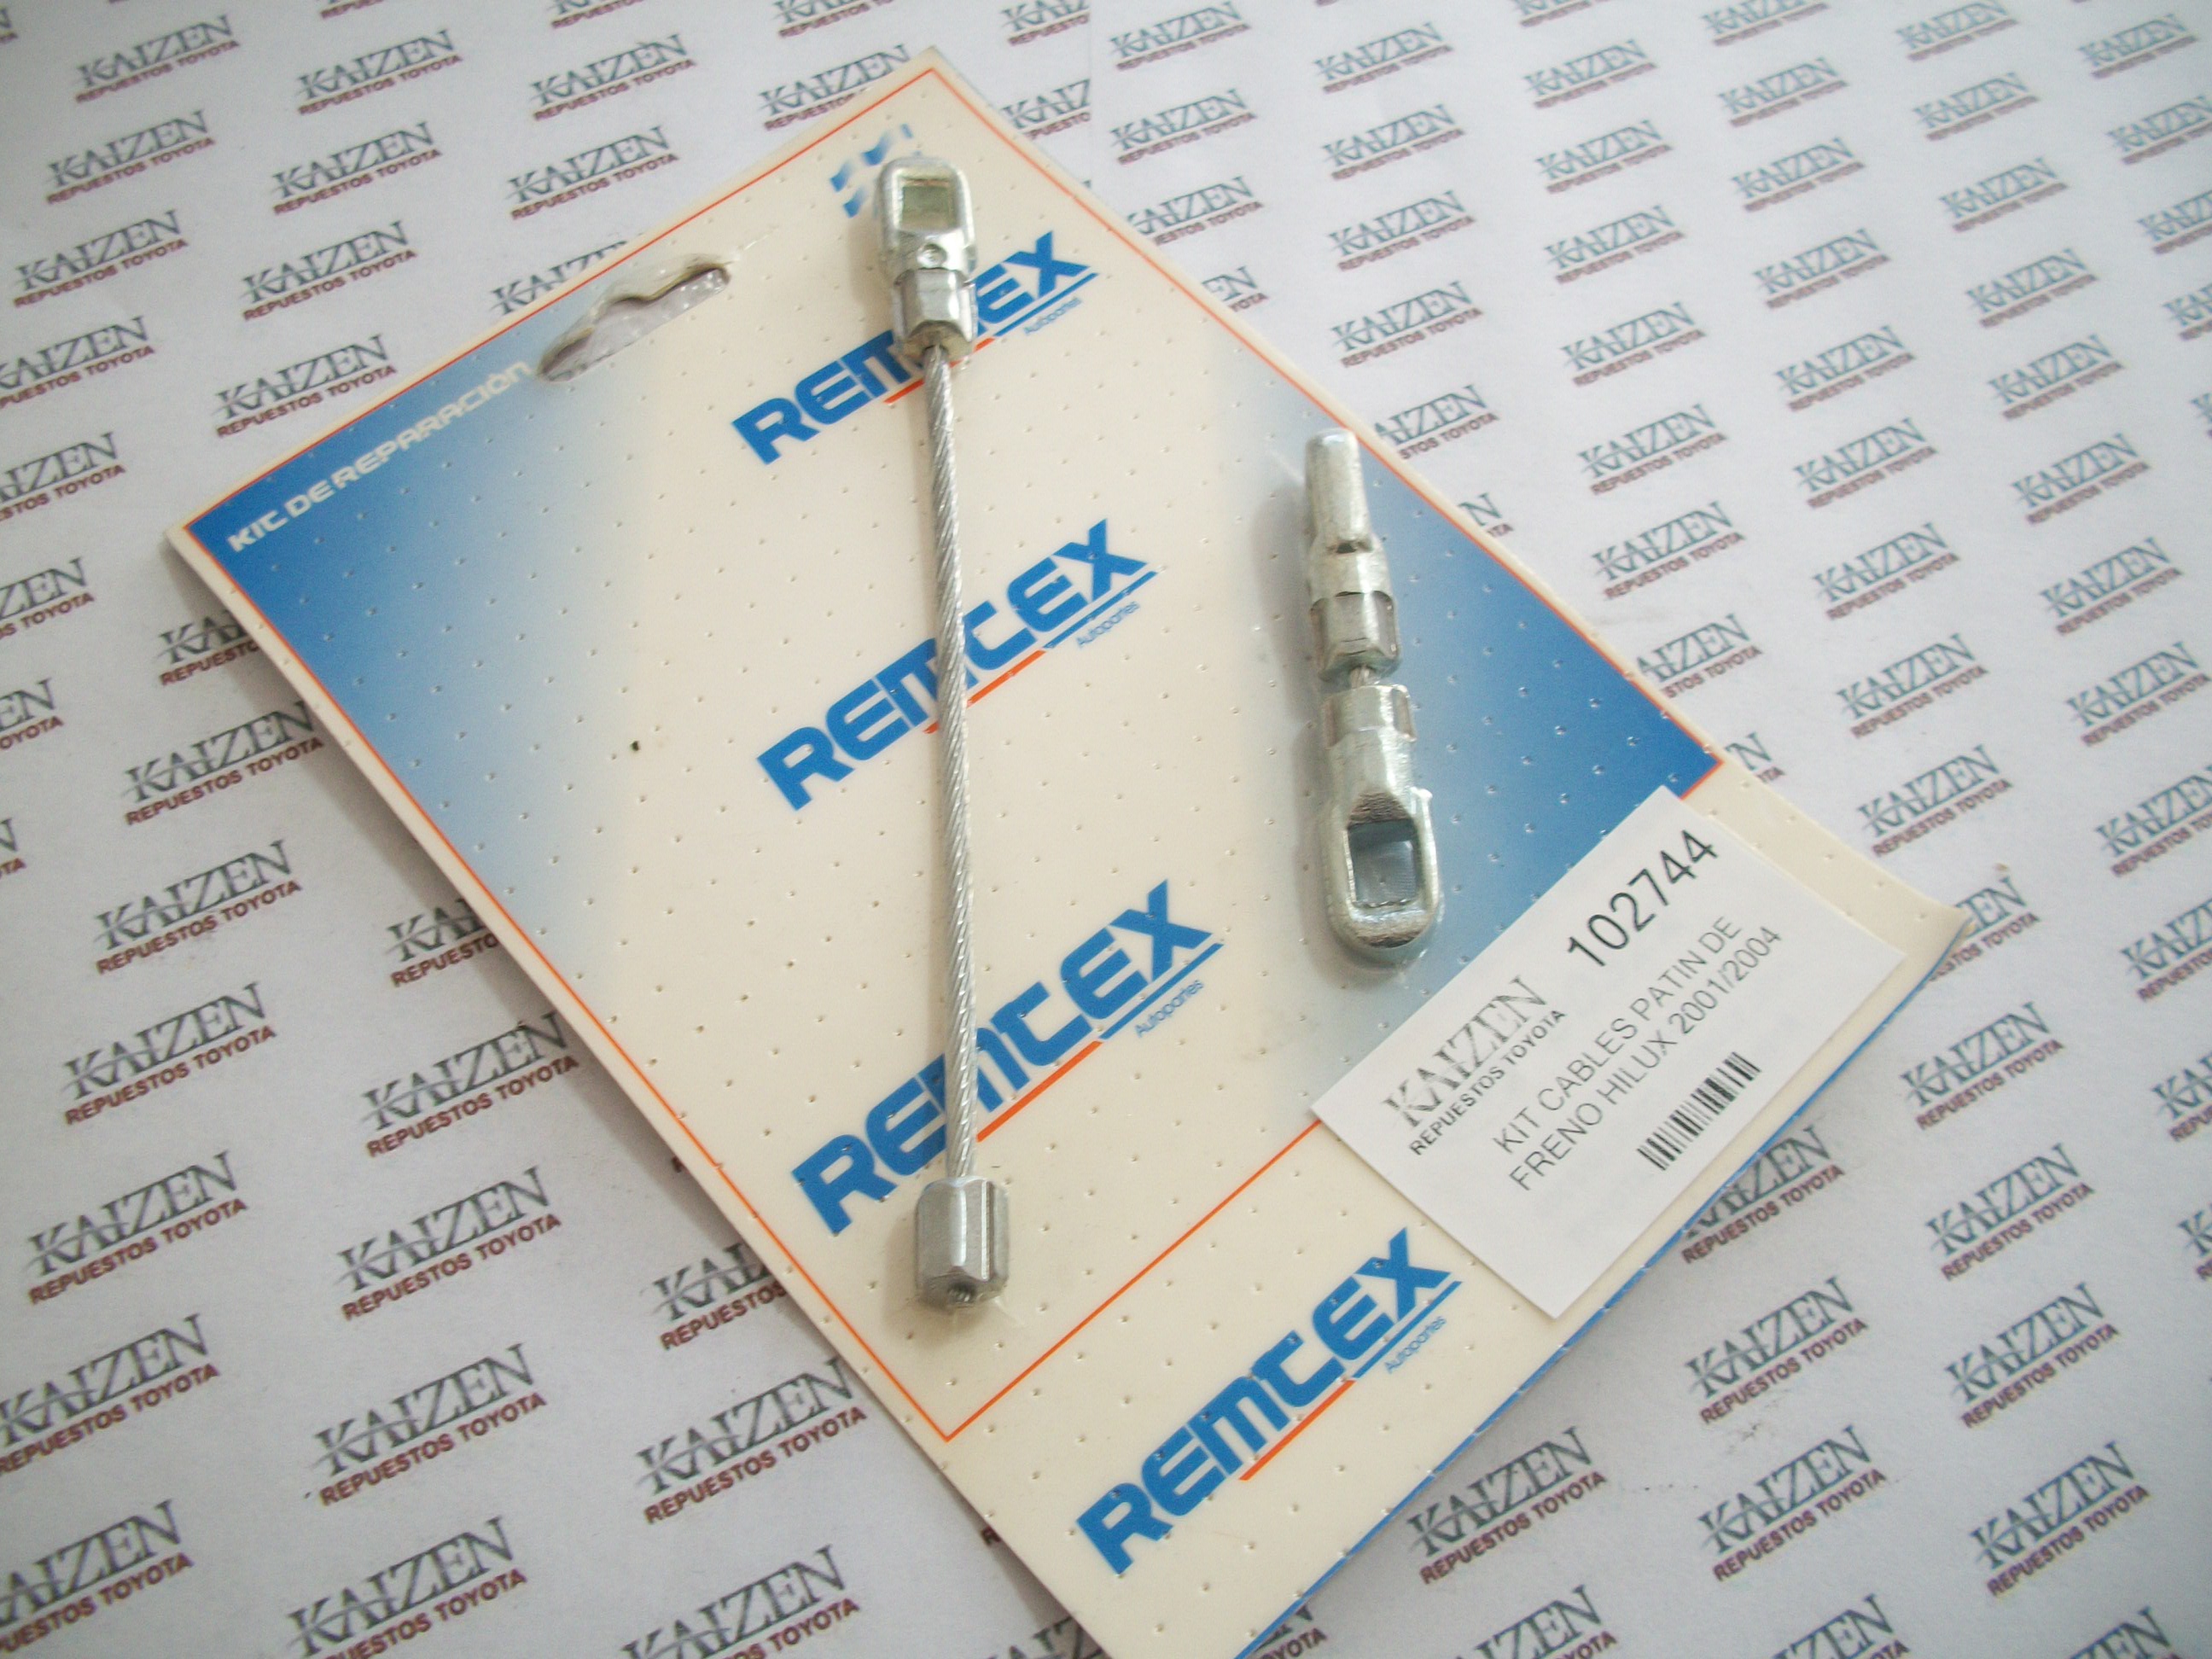 KIT DE REPARACIÓN
REMTEX
Autopartes
REMTEX
Autopartes
REMTEX
Autopartes
REMTEX
Autopartes
KAIZEN
REPUESTOS TOYOTA
102744
KIT CABLES PATIN DE
FRENO HILUX 2001/2004
KAIZEN
REPUESTOS TOYOTA